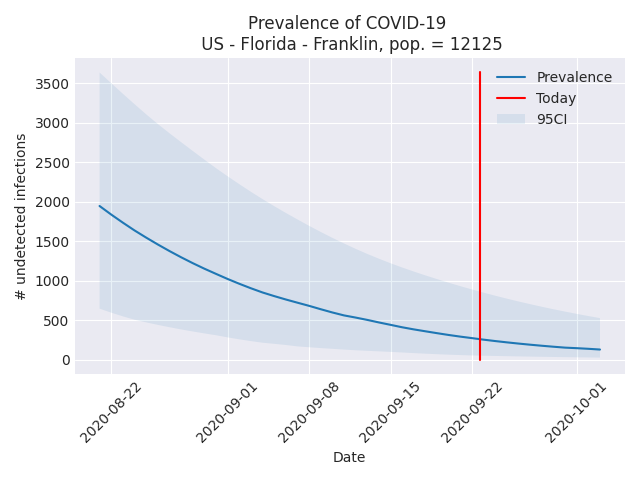 Prevalence of COVID-19
US - Florida - Franklin, pop. = 12125
Prevalence
Today
95CI
# undetected infections
3500
3000
2500
2000
1500
1000
500
0
2020-08-22
2020-09-01
2020-09-08
2020-09-15
2020-09-22
2020-10-01
Date